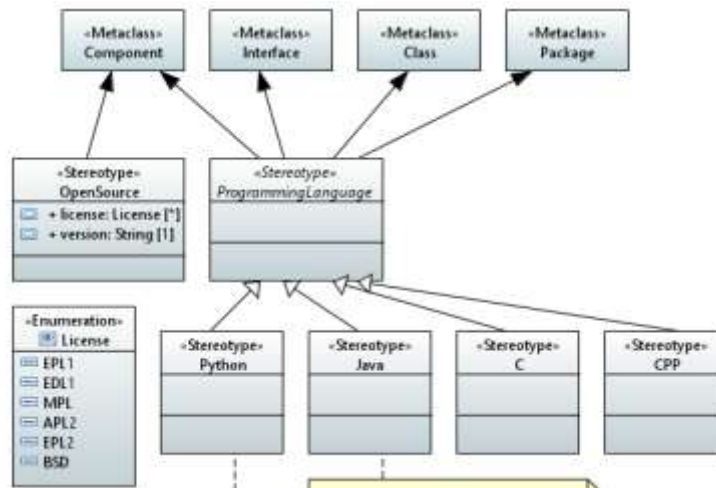 «Metaclass»
Component
«Metaclass»
Interface
«Metaclass»
Class
«Metaclass»
Package
«Stereotype»
OpenSource
+ license: License [*]
+ version: String [1]
«Stereotype»
ProgrammingLanguage
«Enumeration»
License
EPL1
EDL1
MPL
APL2
EPL2
BSD
«Stereotype»
Python
«Stereotype»
Java
«Stereotype»
C
«Stereotype»
CPP